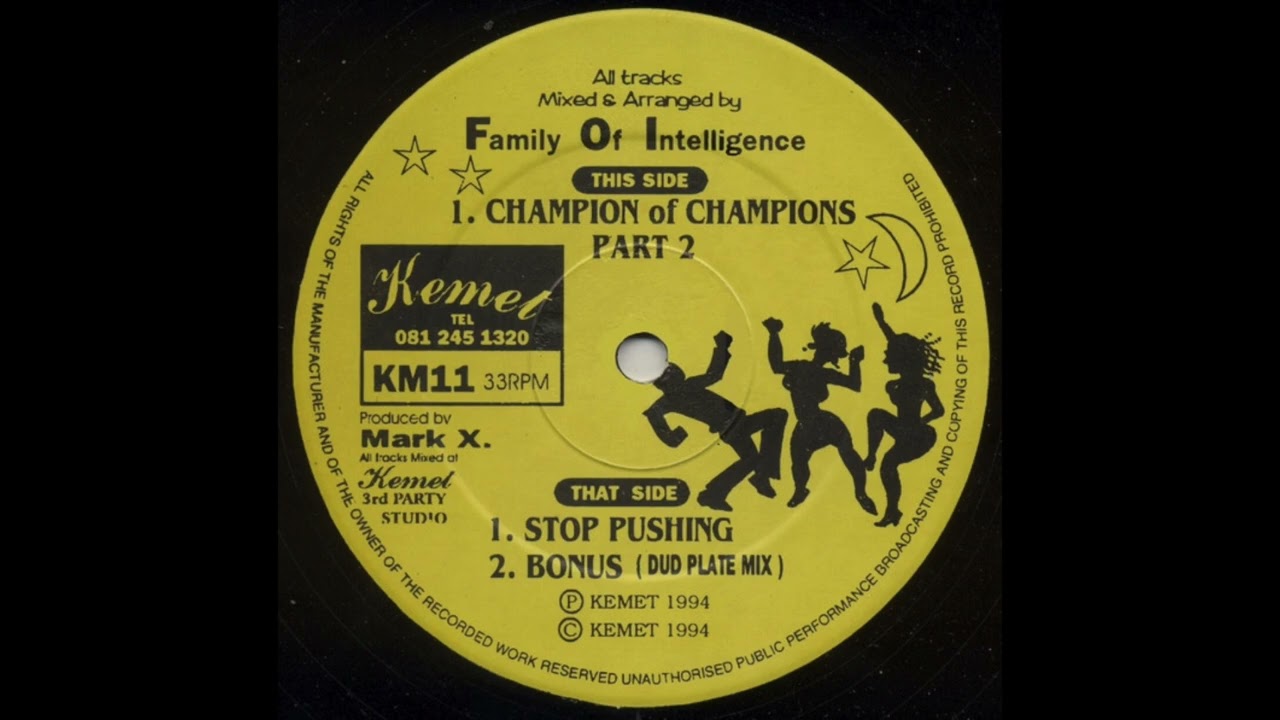 All tracks
Mixed & Arranged by
Family Of Intelligence
THIS SIDE
1. CHAMPION of CHAMPIONS
PART 2
Kemet
TEL
081 245 1320
KM11 33RPM
Produced by
Mark X.
All tracks Mixed at
Kemet
3rd PARTY
STUDIO
THAT SIDE
1. STOP PUSHING
2. BONUS ( DUD PLATE MIX )
Ⓟ KEMET 1994
© KEMET 1994
ALL RIGHTS OF THE MANUFACTURER AND OF THE OWNER OF THE RECORDED WORK RESERVED UNAUTHORISED PUBLIC PERFORMANCE BROADCASTING AND COPYING OF THIS RECORD PROHIBITED